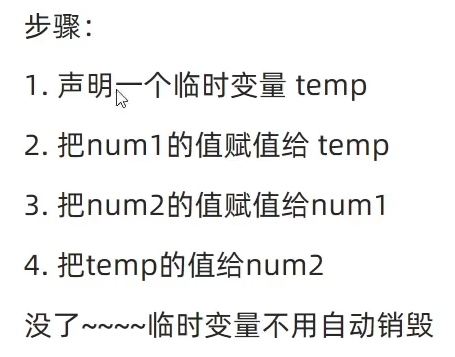 步骤：
1. 声明一个临时变量 temp
2. 把num1的值赋值给 temp
3. 把num2的值赋值给num1
4. 把temp的值给num2
没了~~~~临时变量不用自动销毁